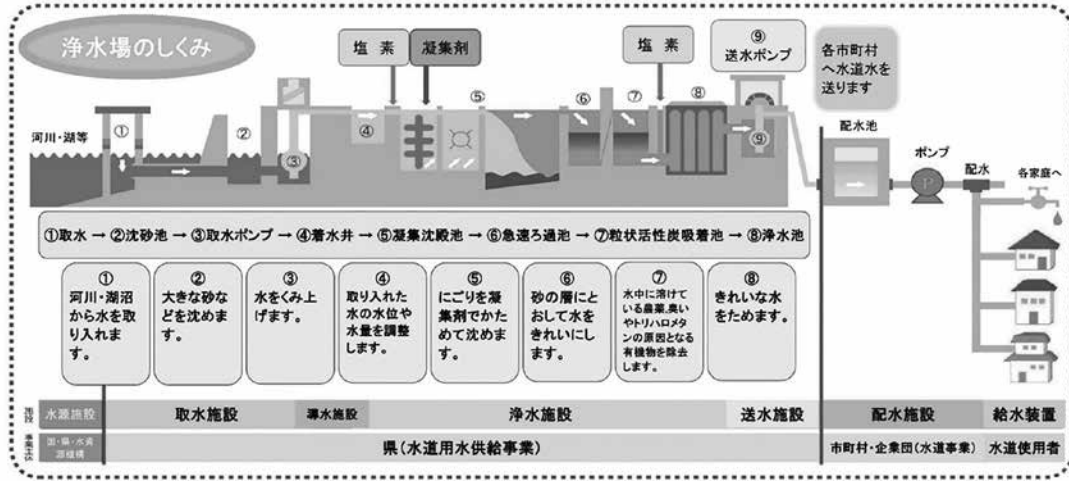 浄水場のしくみ
塩 素
凝集剤
塩 素
⑨
送水ポンプ
各市町村
へ水道水を
送ります
河川・湖等
①
②
③
④
⑤
⑥
⑦
⑧
⑨
配水池
ポンプ
P
配水
各家庭へ
①取水 → ②沈砂池 → ③取水ポンプ → ④着水井 → ⑤凝集沈殿池 → ⑥急速ろ過池 → ⑦粒状活性炭吸着池 → ⑧浄水池
①
河川・湖沼
から水を取
り入れま
す。
②
大きな砂な
どを沈めま
す。
③
水をくみ上
げます。
④
取り入れた
水の水位や
水量を調整
します。
⑤
にごりを凝
集剤でかた
めて沈めま
す。
⑥
砂の層にと
おして水を
きれいにし
ます。
⑦
水中に溶けて
いる農薬、臭い
やトリハロメタ
ンの原因となる
有機物を除去
します。
⑧
きれいな水
をためます。
施設
水源施設
取水施設
導水施設
浄水施設
送水施設
配水施設
給水装置
事業主体
国・県・水資
源機構
県（水道用水供給事業）
市町村・企業団（水道事業）
水道使用者